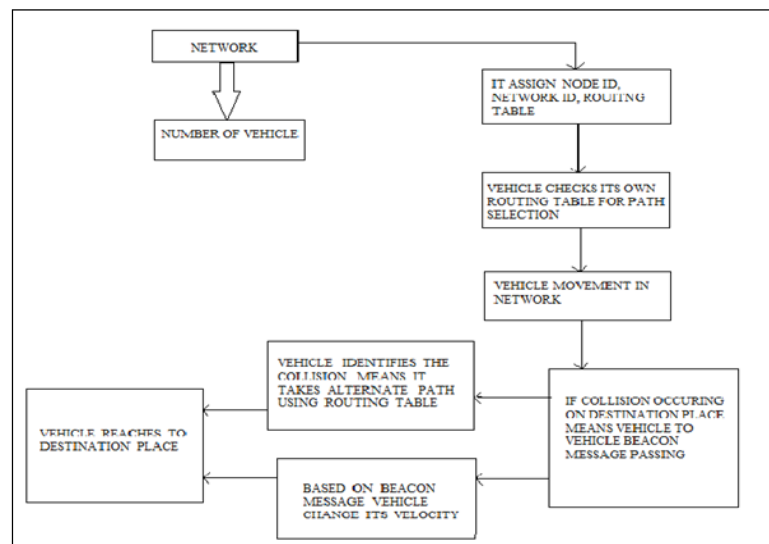 NETWORK
IT ASSIGN NODE ID,
NETWORK ID, ROUITNG
TABLE
NUMBER OF VEHICLE
VEHICLE CHECKS ITS OWN
ROUTING TABLE FOR PATH
SELECTION
VEHICLE MOVEMENT IN
NETWORK
VEHICLE IDENTIFIES THE
COLLISION MEANS IT
TAKES ALTERNATE PATH
USING ROUTING TABLE
IF COLLISION OCCURING
ON DESTINATION PLACE
MEANS VEHICLE TO
VEHICLE BEACON
MESSAGE PASSING
VEHICLE REACHES TO
DESTINATION PLACE
BASED ON BEACON
MESSAGE VEHICLE
CHANGE ITS VELOCITY